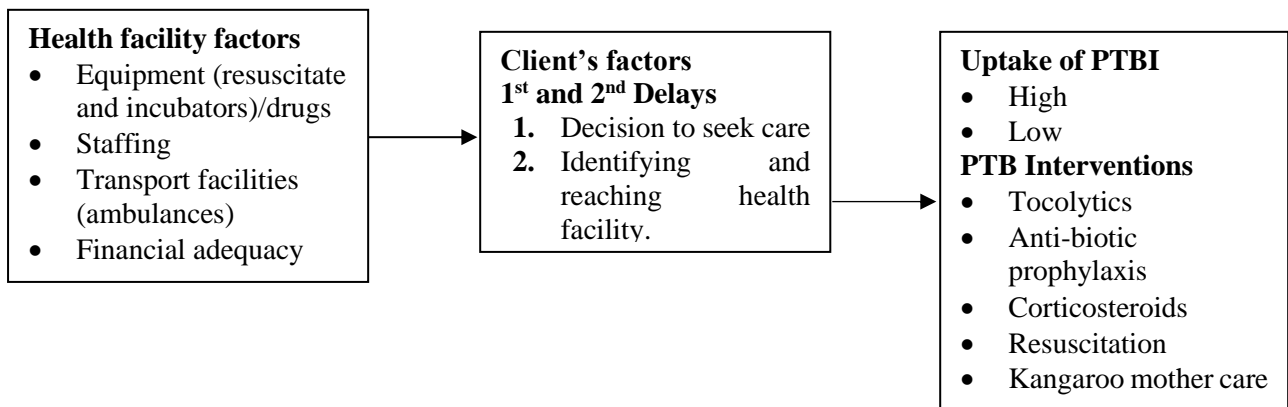 Health facility factors
• Equipment (resuscitate
and incubators)/drugs
• Staffing
• Transport facilities
(ambulances)
• Financial adequacy
Client's factors
1st and 2nd Delays
1. Decision to seek care
2. Identifying and
reaching health
facility.
Uptake of PTBI
• High
• Low
PTB Interventions
• Tocolytics
• Anti-biotic
prophylaxis
• Corticosteroids
• Resuscitation
• Kangaroo mother care